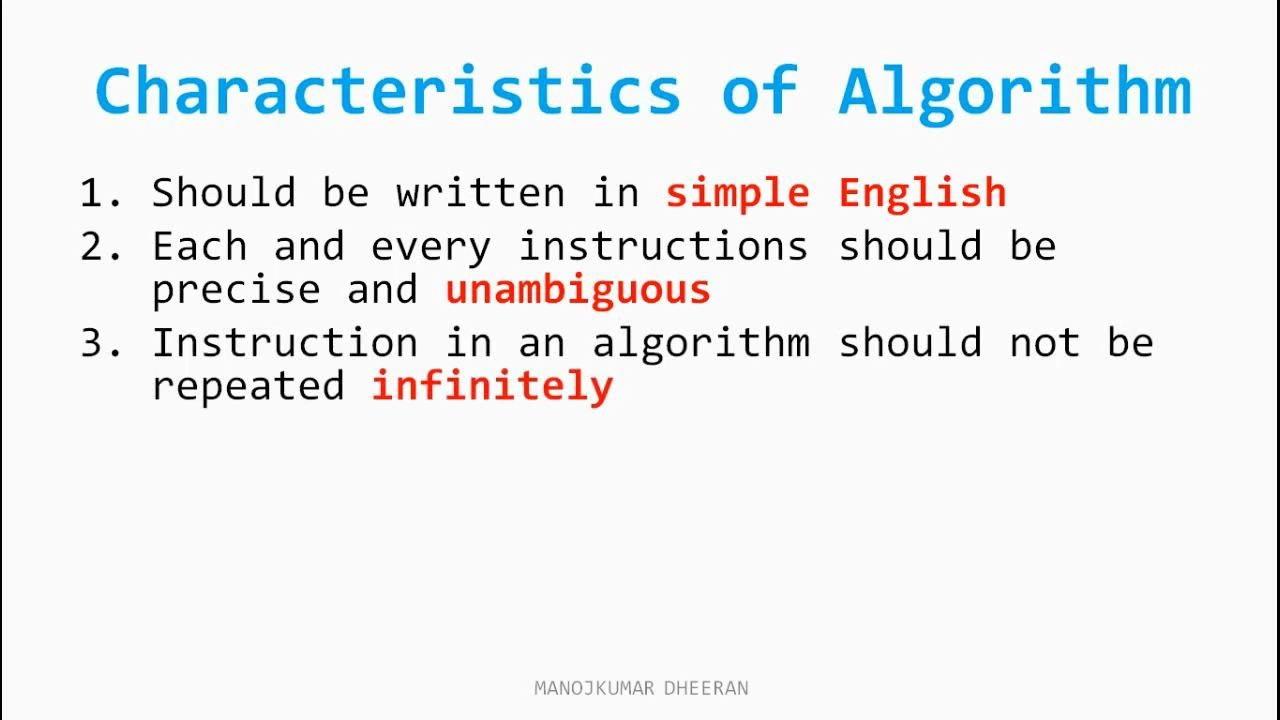 Characteristics of Algorithm
1. Should be written in simple English
2. Each and every instructions should be
precise and unambiguous
3. Instruction in an algorithm should not be
repeated infinitely
MANOJKUMAR DHEERAN